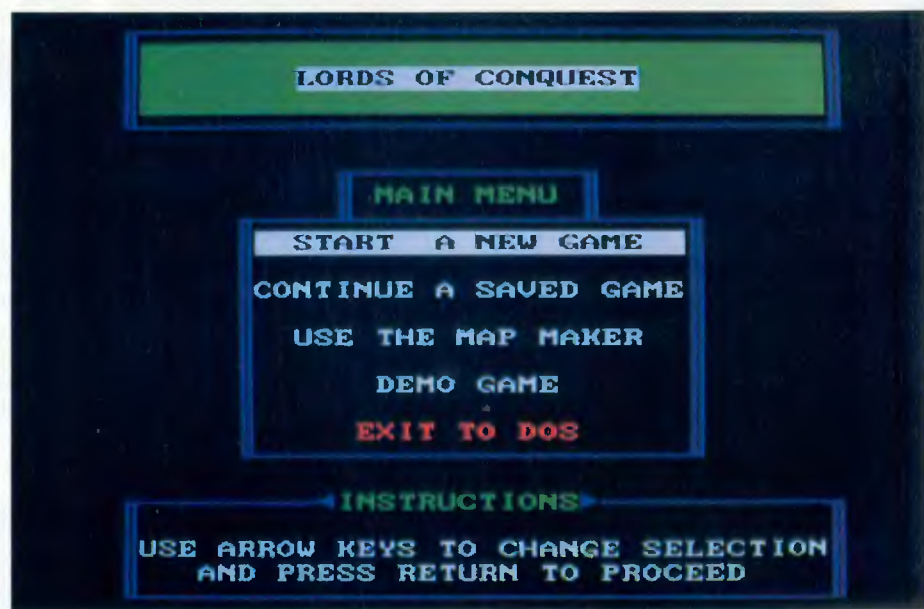 LORDS OF CONQUEST
MAIN MENU
START A NEW GAME
CONTINUE A SAVED GAME
USE THE MAP MAKER
DEMO GAME
EXIT TO DOS
INSTRUCTIONS
USE ARROW KEYS TO CHANGE SELECTION
AND PRESS RETURN TO PROCEED